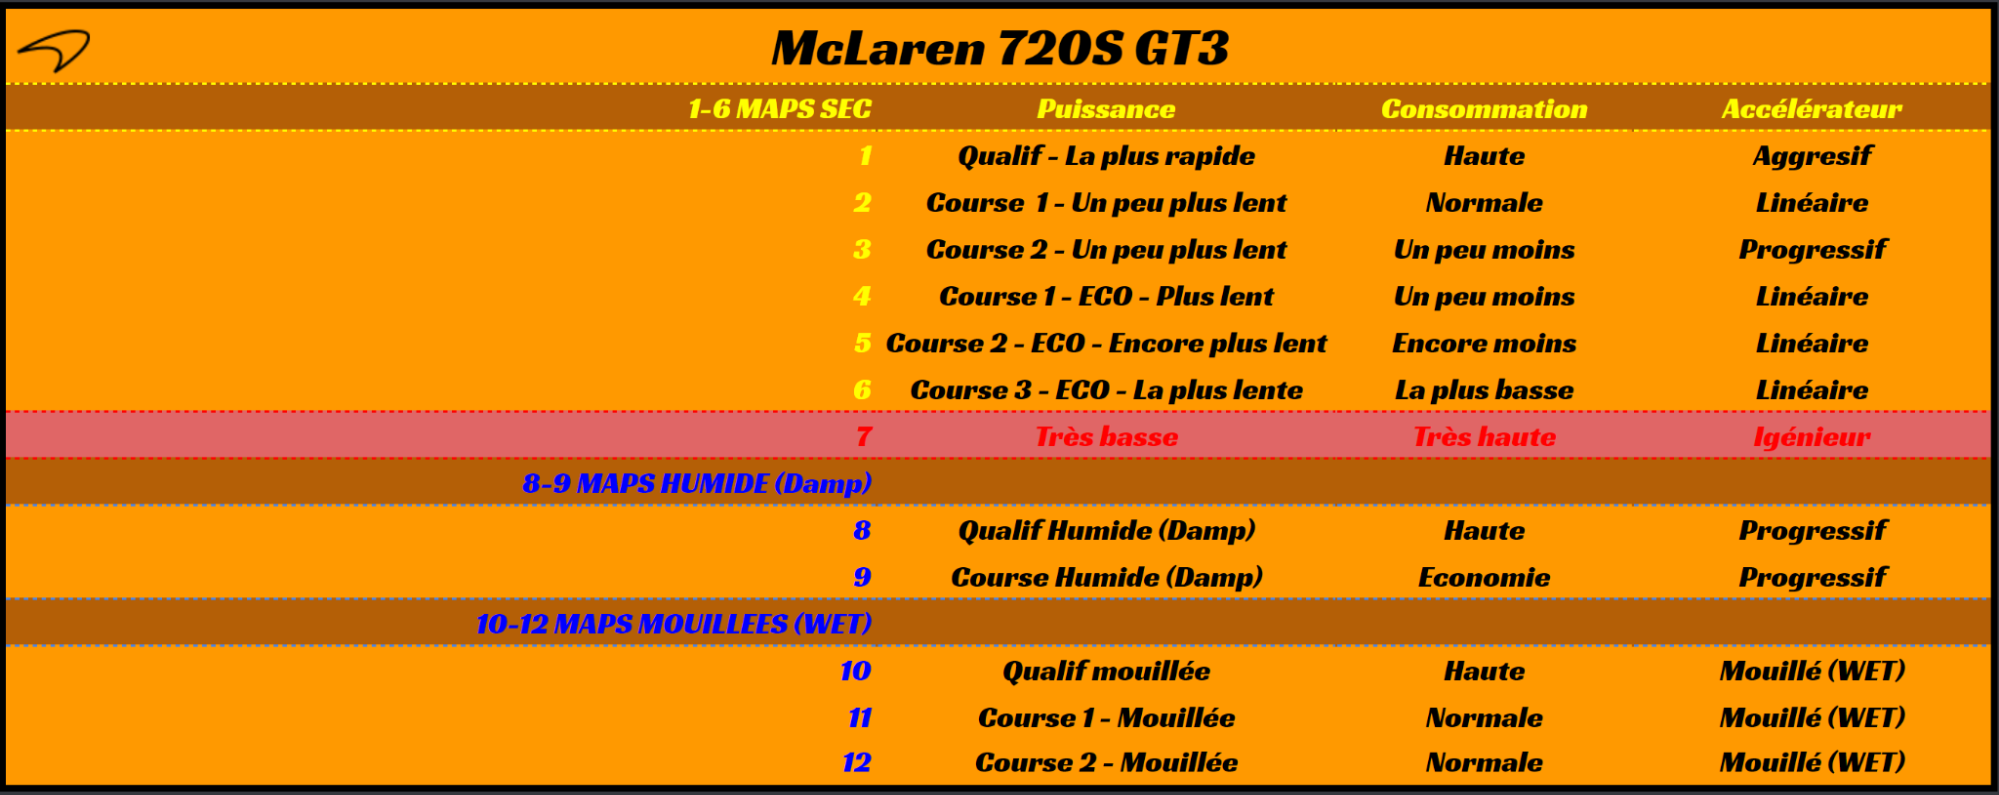 McLaren 720S GT3
1-6 MAPS SEC Puissance Consommation Accélérateur
1 Qualif - La plus rapide Haute Aggresif
2 Course 1 - Un peu plus lent Normale Linéaire
3 Course 2 - Un peu plus lent Un peu moins Progressif
4 Course 1 - ECO - Plus lent Un peu moins Linéaire
5 Course 2 - ECO - Encore plus lent Encore moins Linéaire
6 Course 3 - ECO - La plus lente La plus basse Linéaire
7 Très basse Très haute Igénieur
8-9 MAPS HUMIDE (Damp)
8 Qualif Humide (Damp) Haute Progressif
9 Course Humide (Damp) Economie Progressif
10-12 MAPS MOUILLEES (WET)
10 Qualif mouillée Haute Mouillé (WET)
11 Course 1 - Mouillée Normale Mouillé (WET)
12 Course 2 - Mouillée Normale Mouillé (WET)